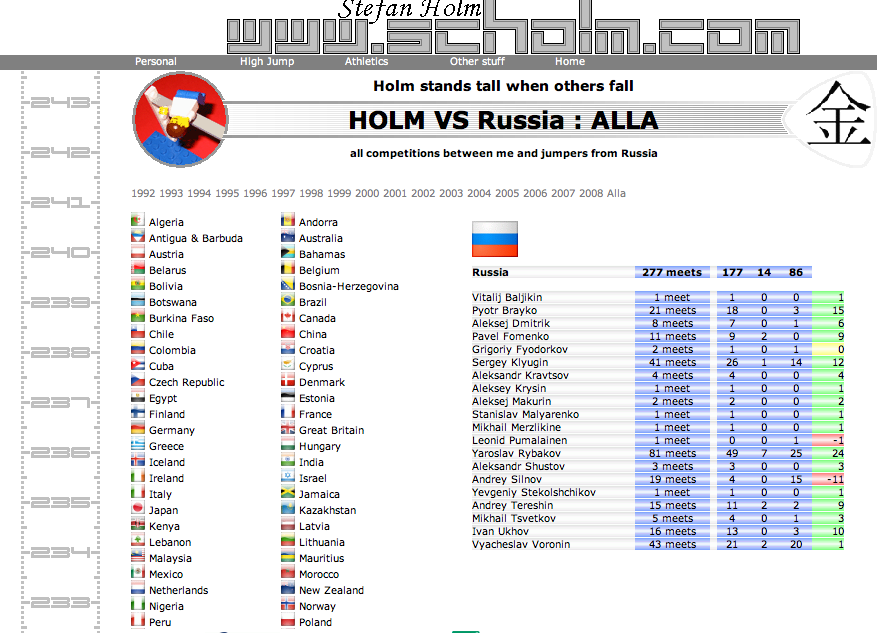 Stefan Holm
www.scholm.com
Personal High Jump Athletics Other stuff Home
Holm stands tall when others fall
HOLM VS Russia : ALLA
all competitions between me and jumpers from Russia
金
243
242
241
240
239
238
237
236
235
234
233
1992 1993 1994 1995 1996 1997 1998 1999 2000 2001 2002 2003 2004 2005 2006 2007 2008 Alla
Algeria Andorra
Antigua & Barbuda Australia
Austria Bahamas
Belarus Belgium
Bolivia Bosnia-Herzegovina
Botswana Brazil
Burkina Faso Canada
Chile China
Colombia Croatia
Cuba Cyprus
Czech Republic Denmark
Egypt Estonia
Finland France
Germany Great Britain
Greece Hungary
Iceland India
Ireland Israel
Italy Jamaica
Japan Kazakhstan
Kenya Latvia
Lebanon Lithuania
Malaysia Mauritius
Mexico Morocco
Netherlands New Zealand
Nigeria Norway
Peru Poland
Russia 277 meets 177 14 86
Vitalij Baljikin 1 meet 1 0 0 1
Pyotr Brayko 21 meets 18 0 3 15
Aleksej Dmitrik 8 meets 7 0 1 6
Pavel Fomenko 11 meets 9 2 0 9
Grigoriy Fyodorkov 2 meets 1 0 1 0
Sergey Klyugin 41 meets 26 1 14 12
Aleksandr Kravtsov 4 meets 4 0 0 4
Aleksey Krysin 1 meet 1 0 0 1
Aleksej Makurin 2 meets 2 0 0 2
Stanislav Malyarenko 1 meet 1 0 0 1
Mikhail Merzlikine 1 meet 1 0 0 1
Leonid Pumalainen 1 meet 0 0 1 -1
Yaroslav Rybakov 81 meets 49 7 25 24
Aleksandr Shustov 3 meets 3 0 0 3
Andrey Silnov 19 meets 4 0 15 -11
Yevgeniy Stekolshchikov 1 meet 1 0 0 1
Andrey Tereshin 15 meets 11 2 2 9
Mikhail Tsvetkov 5 meets 4 0 1 3
Ivan Ukhov 16 meets 13 0 3 10
Vyacheslav Voronin 43 meets 21 2 20 1